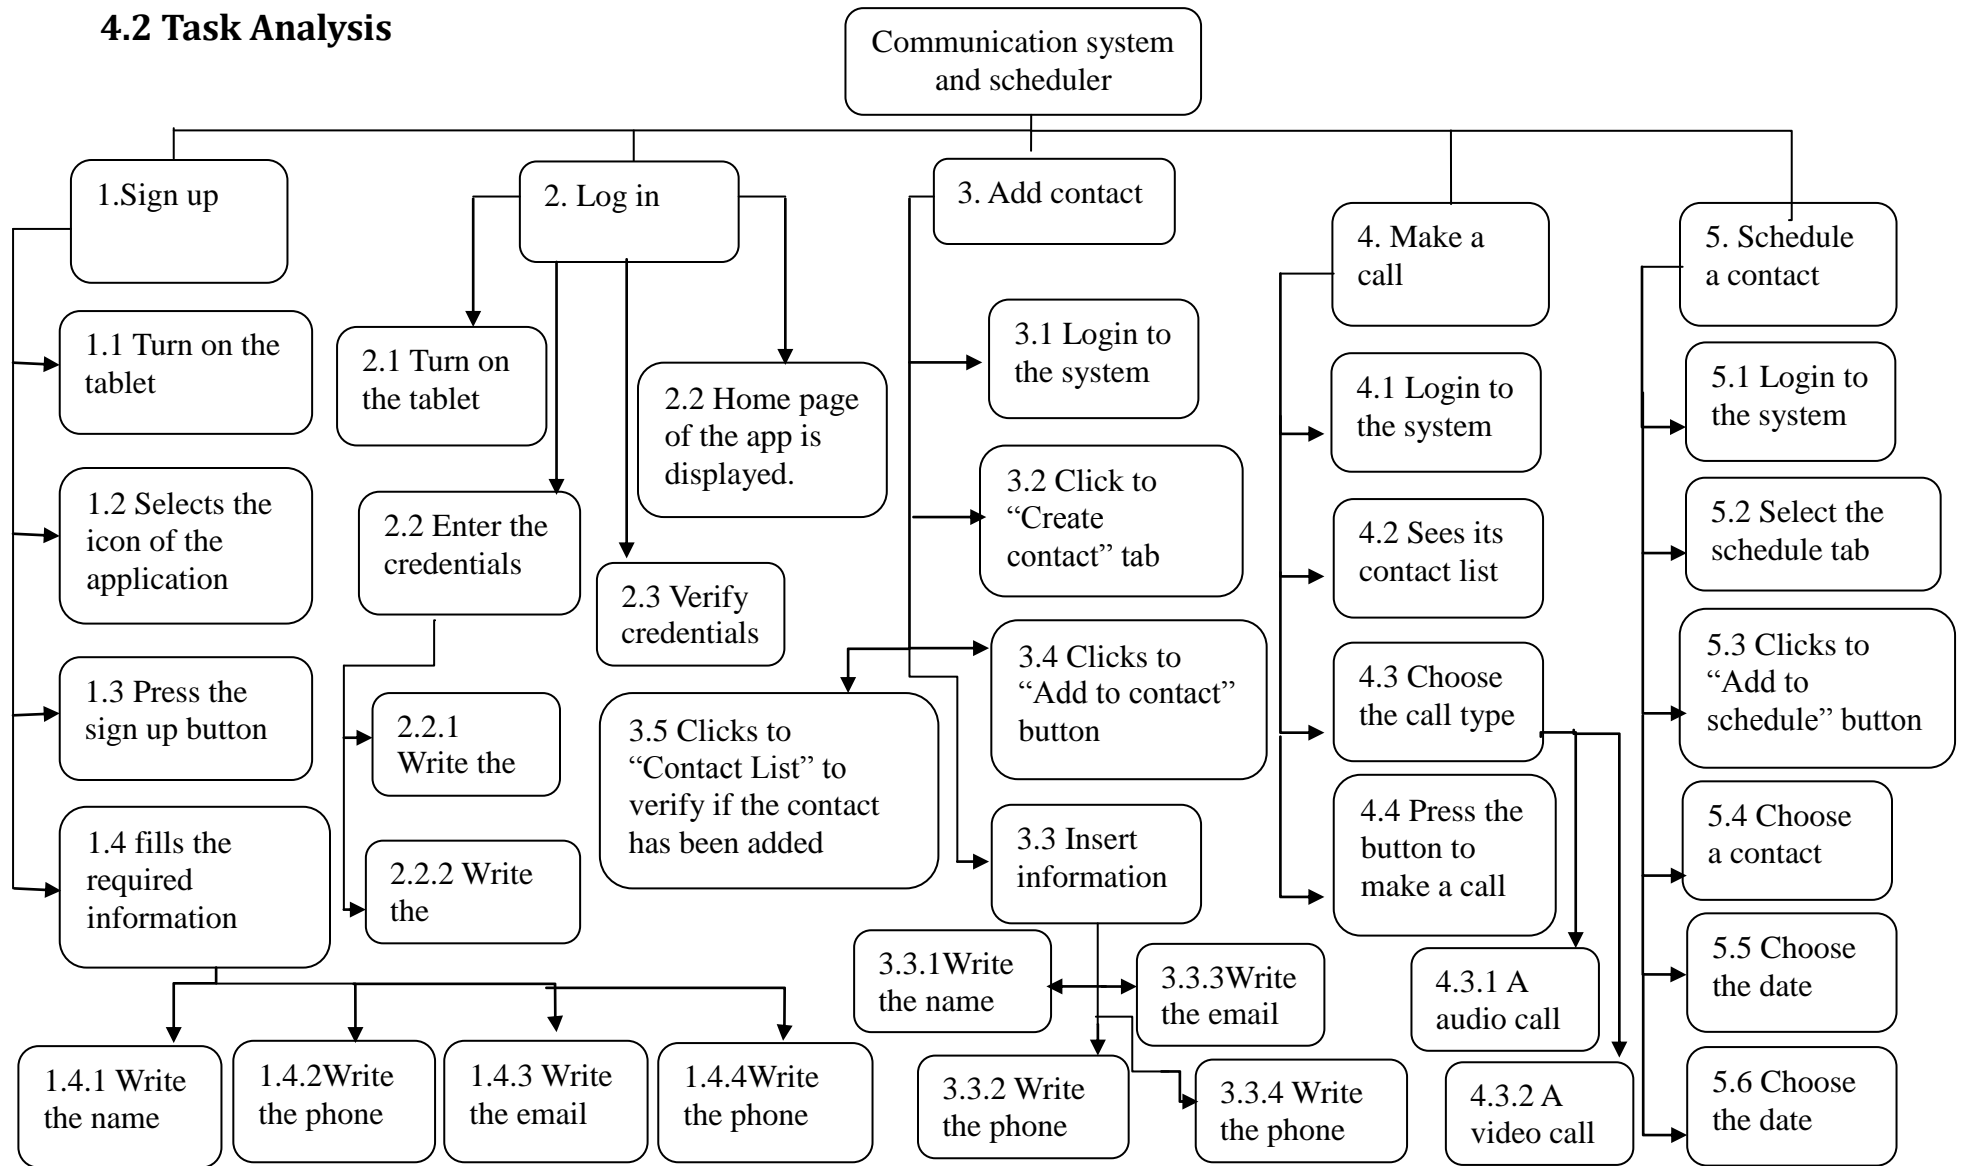 4.2 Task Analysis
Communication system
and scheduler
1.Sign up
2. Log in
3. Add contact
4. Make a
call
5. Schedule
a contact
1.1 Turn on the
tablet
1.2 Selects the
icon of the
application
1.3 Press the
sign up button
1.4 fills the
required
information
1.4.1 Write
the name
1.4.2Write
the phone
1.4.3 Write
the email
1.4.4Write
the phone
2.1 Turn on
the tablet
2.2 Enter the
credentials
2.2.1
Write the
2.2.2 Write
the
2.3 Verify
credentials
2.2 Home page
of the app is
displayed.
3.1 Login to
the system
3.2 Click to
“Create
contact” tab
3.4 Clicks to
“Add to contact”
button
3.5 Clicks to
“Contact List” to
verify if the contact
has been added
3.3 Insert
information
3.3.1Write
the name
3.3.3Write
the email
3.3.2 Write
the phone
3.3.4 Write
the phone
4.1 Login to
the system
4.2 Sees its
contact list
4.3 Choose
the call type
4.4 Press the
button to
make a call
4.3.1 A
audio call
4.3.2 A
video call
5.1 Login to
the system
5.2 Select the
schedule tab
5.3 Clicks to
“Add to
schedule” button
5.4 Choose
a contact
5.5 Choose
the date
5.6 Choose
the date